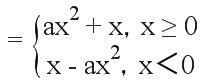 = { ax² + x, x ≥ 0
x - ax², x < 0